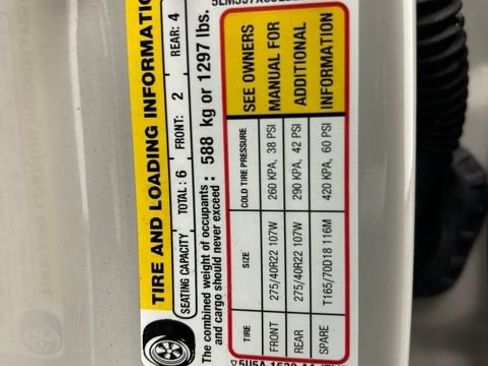 TIRE AND LOADING INFORMATION
SEATING CAPACITY TOTAL: 6 FRONT: 2 REAR: 4
The combined weight of occupants
and cargo should never exceed : 588 kg or 1297 lbs.
TIRE SIZE COLD TIRE PRESSURE SEE OWNERS
FRONT 275/40R22 107W 260 KPA, 38 PSI MANUAL FOR
REAR 275/40R22 107W 290 KPA, 42 PSI ADDITIONAL
SPARE T165/70D18 116M 420 KPA, 60 PSI INFORMATION